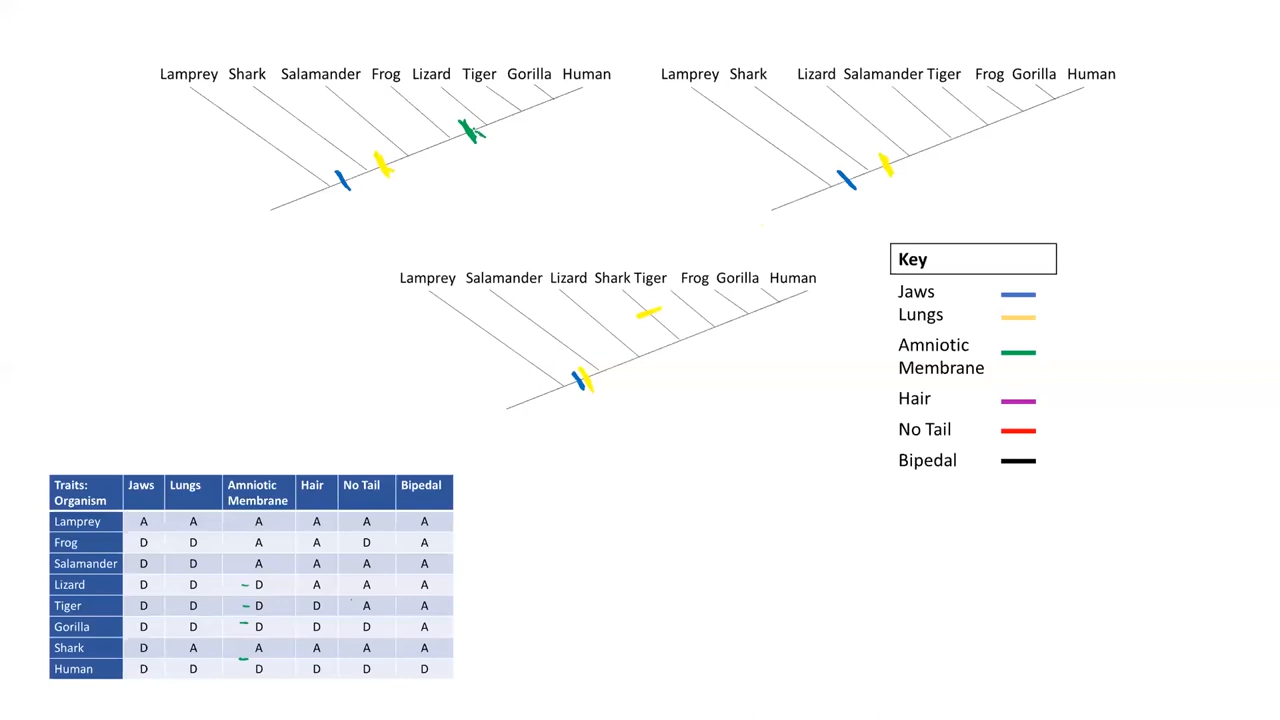 Lamprey Shark Salamander Frog Lizard Tiger Gorilla Human
Lamprey Shark Lizard Salamander Tiger Frog Gorilla Human
Lamprey Salamander Lizard Shark Tiger Frog Gorilla Human
Key
Jaws
Lungs
Amniotic
Membrane
Hair
No Tail
Bipedal
Traits: Jaws Lungs Amniotic Hair No Tail Bipedal
Organism Membrane
Lamprey A A A A A A
Frog D D A A D A
Salamander D D A A A A
Lizard D D D A A A
Tiger D D D D A A
Gorilla D D D D D A
Shark D A A A A A
Human D D D D D D